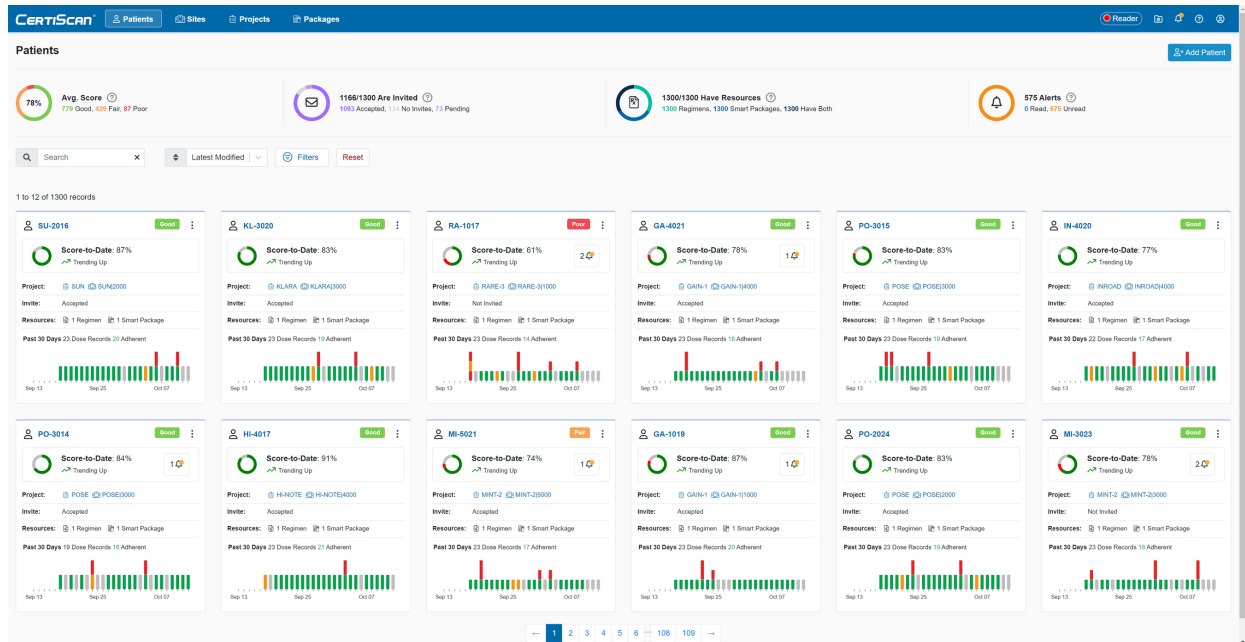 CERTISCAN Patients Sites Projects Packages Reader
Patients
Add Patient
78%
Avg. Score
779 Good, 429 Fair, 87 Poor
1166/1300 Are Invited
1093 Accepted, 134 No Invites, 73 Pending
1300/1300 Have Resources
1300 Regimens, 1300 Smart Packages, 1300 Have Both
575 Alerts
0 Read, 575 Unread
Search
Latest Modified
Filters
Reset
1 to 12 of 1300 records
SU-2016 Good
Score-to-Date: 87%
Trending Up
Project: SUN SUN|2000
Invite: Accepted
Resources: 1 Regimen 1 Smart Package
Past 30 Days 23 Dose Records 20 Adherent
Sep 13 Sep 25 Oct 07
KL-3020 Good
Score-to-Date: 83%
Trending Up
Project: KLARA KLARA|3000
Invite: Accepted
Resources: 1 Regimen 1 Smart Package
Past 30 Days 23 Dose Records 19 Adherent
Sep 13 Sep 25 Oct 07
RA-1017 Poor
Score-to-Date: 61%
Trending Up
2
Project: RARE-3 RARE-3|1000
Invite: Not Invited
Resources: 1 Regimen 1 Smart Package
Past 30 Days 23 Dose Records 14 Adherent
Sep 13 Sep 25 Oct 07
GA-4021 Good
Score-to-Date: 78%
Trending Up
1
Project: GAIN-1 GAIN-1|4000
Invite: Accepted
Resources: 1 Regimen 1 Smart Package
Past 30 Days 23 Dose Records 18 Adherent
Sep 13 Sep 25 Oct 07
PO-3015 Good
Score-to-Date: 83%
Trending Up
Project: POSE POSE|3000
Invite: Accepted
Resources: 1 Regimen 1 Smart Package
Past 30 Days 23 Dose Records 19 Adherent
Sep 13 Sep 25 Oct 07
IN-4020 Good
Score-to-Date: 77%
Trending Up
Project: INROAD INROAD|4000
Invite: Accepted
Resources: 1 Regimen 1 Smart Package
Past 30 Days 22 Dose Records 17 Adherent
Sep 13 Sep 25 Oct 07
PO-3014 Good
Score-to-Date: 84%
Trending Up
1
Project: POSE POSE|3000
Invite: Accepted
Resources: 1 Regimen 1 Smart Package
Past 30 Days 19 Dose Records 16 Adherent
Sep 13 Sep 25 Oct 07
HI-4017 Good
Score-to-Date: 91%
Trending Up
Project: HI-NOTE HI-NOTE|4000
Invite: Accepted
Resources: 1 Regimen 1 Smart Package
Past 30 Days 23 Dose Records 21 Adherent
Sep 13 Sep 25 Oct 07
MI-5021 Fair
Score-to-Date: 74%
Trending Up
1
Project: MINT-2 MINT-2|5000
Invite: Accepted
Resources: 1 Regimen 1 Smart Package
Past 30 Days 23 Dose Records 17 Adherent
Sep 13 Sep 25 Oct 07
GA-1019 Good
Score-to-Date: 87%
Trending Up
1
Project: GAIN-1 GAIN-1|1000
Invite: Accepted
Resources: 1 Regimen 1 Smart Package
Past 30 Days 23 Dose Records 20 Adherent
Sep 13 Sep 25 Oct 07
PO-2024 Good
Score-to-Date: 83%
Trending Up
Project: POSE POSE|2000
Invite: Accepted
Resources: 1 Regimen 1 Smart Package
Past 30 Days 23 Dose Records 19 Adherent
Sep 13 Sep 25 Oct 07
MI-3023 Good
Score-to-Date: 78%
Trending Up
2
Project: MINT-2 MINT-2|3000
Invite: Not Invited
Resources: 1 Regimen 1 Smart Package
Past 30 Days 23 Dose Records 18 Adherent
Sep 13 Sep 25 Oct 07
← 1 2 3 4 5 6 ... 108 109 →